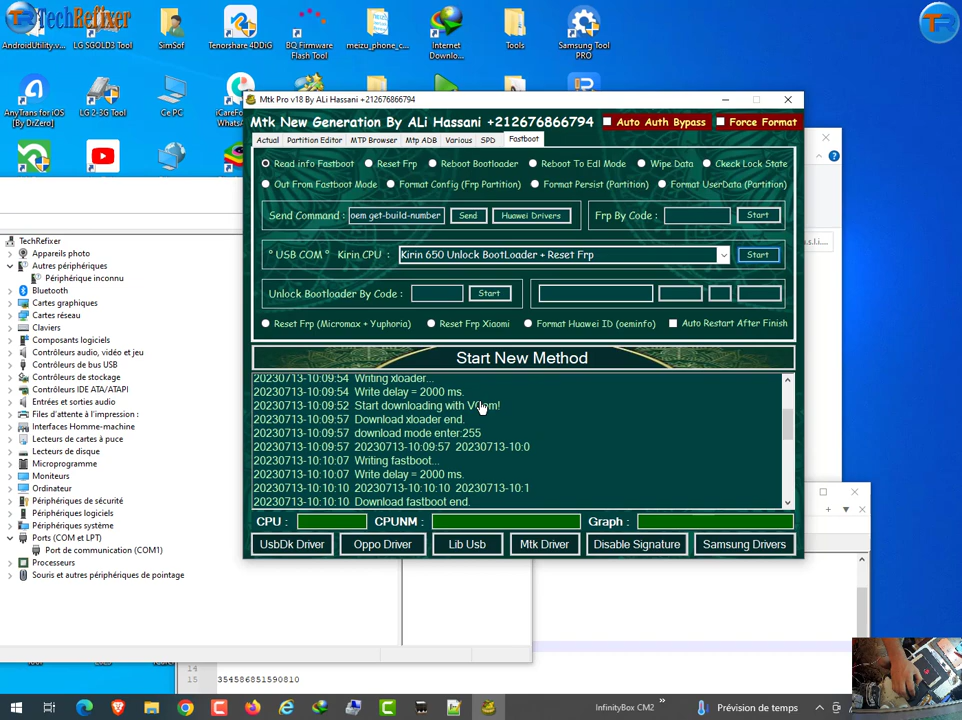 TechRefixer
AndroidUtility.v...
LG SGOLD3 Tool
SimSof
Tenorshare 4DDiG
BQ Firmware Flash Tool
meizu_phone_c...
Internet Downlo...
Tools
Samsung Tool PRO
AnyTrans for iOS [By DrZero]
LG 2-3G Tool
Ce PC
Mtk Pro v18 By ALi Hassani +212676866794
Mtk New Generation By ALi Hassani +212676866794
Auto Auth Bypass
Force Format
Actual
Partition Editor
MTP Browser
Mtp ADB
Various
SPD
Fastboot
Read info Fastboot
Reset Frp
Reboot Bootloader
Reboot To Edl Mode
Wipe Data
Check Lock State
Out From Fastboot Mode
Format Config (Frp Partition)
Format Persist (Partition)
Format UserData (Partition)
Send Command :
oem get-build-number
Send
Huawei Drivers
Frp By Code :
Start
° USB COM °
Kirin CPU :
Kirin 650 Unlock BootLoader + Reset Frp
Start
Unlock Bootloader By Code :
Start
Reset Frp (Micromax + Yuphoria)
Reset Frp Xiaomi
Format Huawei ID (oeminfo)
Auto Restart After Finish
Start New Method
20230713-10:09:54 Writing xloader...
20230713-10:09:54 Write delay = 2000 ms.
20230713-10:09:52 Start downloading with VCom!
20230713-10:09:57 Download xloader end.
20230713-10:09:57 download mode enter:255
20230713-10:09:57 20230713-10:09:57 20230713-10:0
20230713-10:10:07 Writing fastboot...
20230713-10:10:07 Write delay = 2000 ms.
20230713-10:10:10 20230713-10:10:10 20230713-10:1
20230713-10:10:10 Download fastboot end.
CPU :
CPUNM :
Graph :
UsbDk Driver
Oppo Driver
Lib Usb
Mtk Driver
Disable Signature
Samsung Drivers
TechRefixer
Appareils photo
Autres périphériques
Périphérique inconnu
Bluetooth
Cartes graphiques
Cartes réseau
Claviers
Composants logiciels
Contrôleurs audio, vidéo et jeu
Contrôleurs de bus USB
Contrôleurs de stockage
Contrôleurs IDE ATA/ATAPI
Entrées et sorties audio
Files d'attente à l'impression :
Interfaces Homme-machine
Lecteurs de carte à puce
Lecteurs de disque
Microprogramme
Moniteurs
Ordinateur
Périphériques de sécurité
Périphériques logiciels
Périphériques système
Ports (COM et LPT)
Port de communication (COM1)
Processeurs
Souris et autres périphériques de pointage
14
15 354586851590810
InfinityBox CM2
Prévision de temps